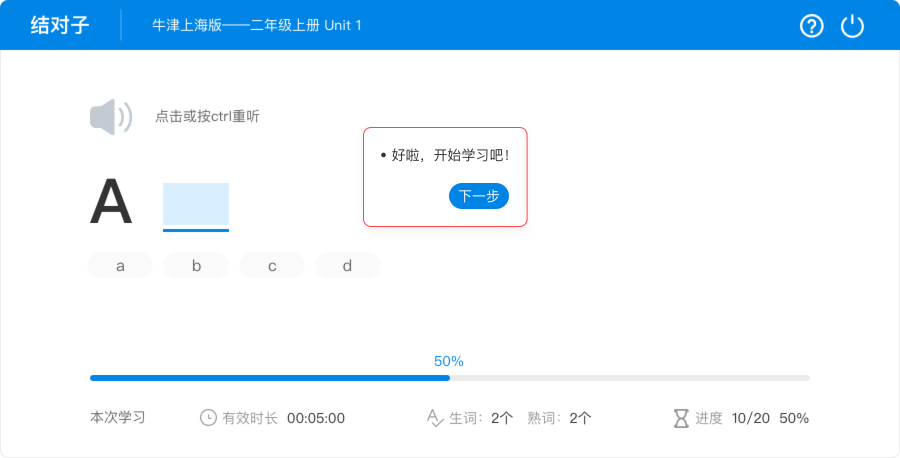 结对子
牛津上海版——二年级上册 Unit 1
点击或按ctrl重听
• 好啦，开始学习吧！
下一步
A
a b c d
50%
本次学习 有效时长 00:05:00 生词：2个 熟词：2个 进度 10/20 50%